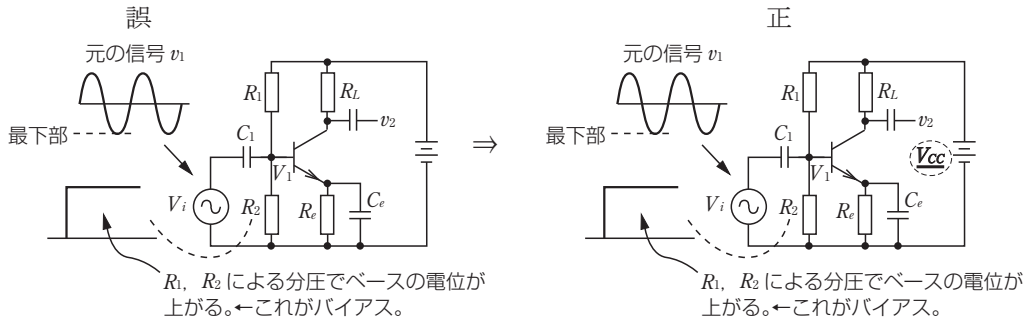 誤
元の信号 v1
R1
RL
v2
最下部
C1
V1
Vi
R2
Re
Ce
R1, R2 による分圧でベースの電位が
上がる。←これがバイアス。
⇒
正
元の信号 v1
R1
RL
v2
最下部
C1
VCC
V1
Vi
R2
Re
Ce
R1, R2 による分圧でベースの電位が
上がる。←これがバイアス。